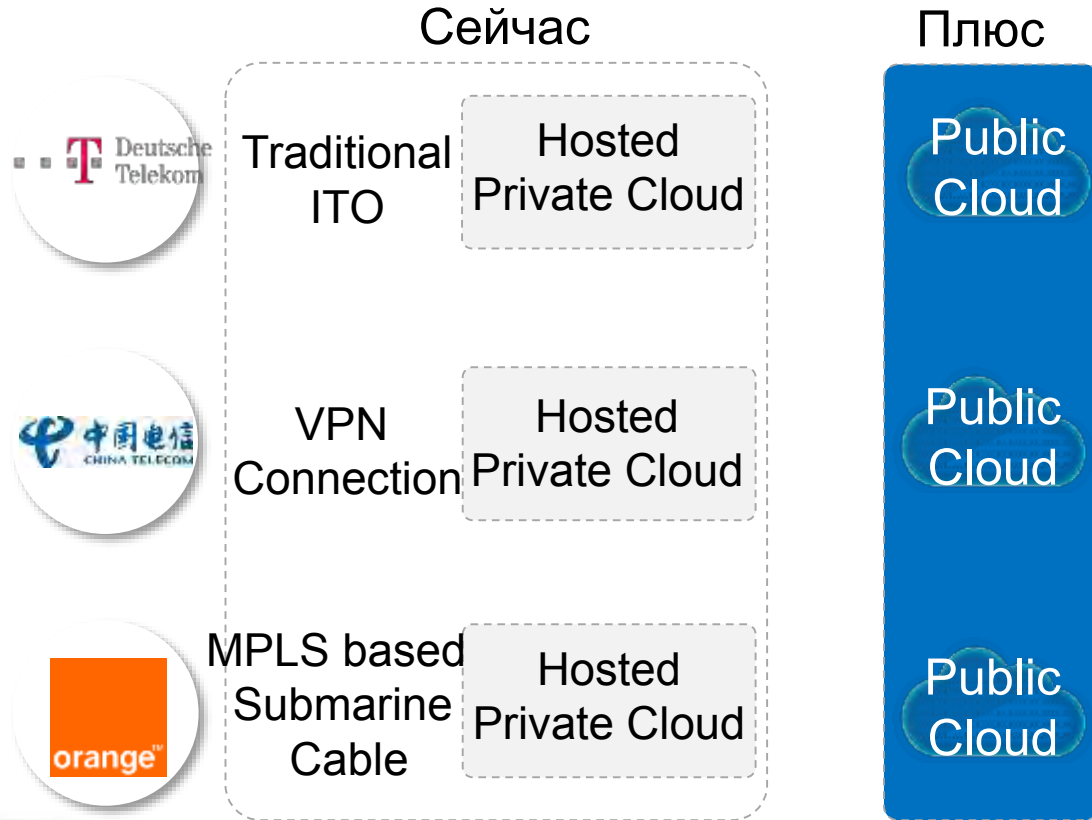 Сейчас
Плюс
Deutsche
Telekom
Traditional
ITO
Hosted
Private Cloud
Public
Cloud
中国电信
CHINA TELECOM
VPN
Connection
Hosted
Private Cloud
Public
Cloud
orange™
MPLS based
Submarine
Cable
Hosted
Private Cloud
Public
Cloud